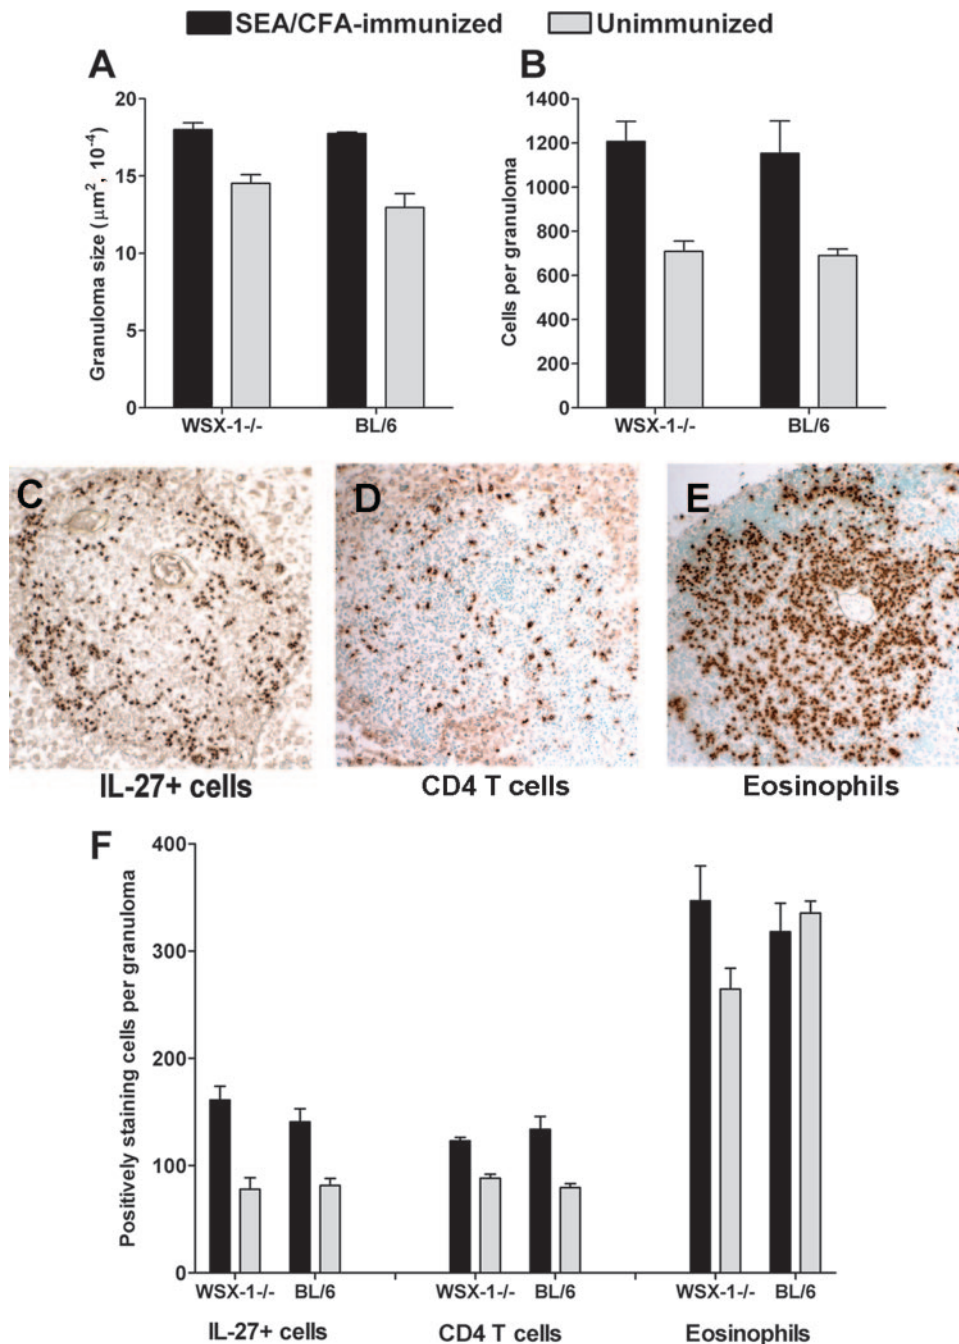 SEA/CFA-immunized Unimmunized
A
B
Granuloma size (µm², 10⁻⁴)
20
15
10
5
0
WSX-1-/- BL/6
Cells per granuloma
1400
1200
1000
800
600
400
200
0
WSX-1-/- BL/6
C
D
E
IL-27+ cells
CD4 T cells
Eosinophils
F
Positively staining cells per granuloma
400
300
200
100
0
WSX-1-/- BL/6 WSX-1-/- BL/6 WSX-1-/- BL/6
IL-27+ cells CD4 T cells Eosinophils